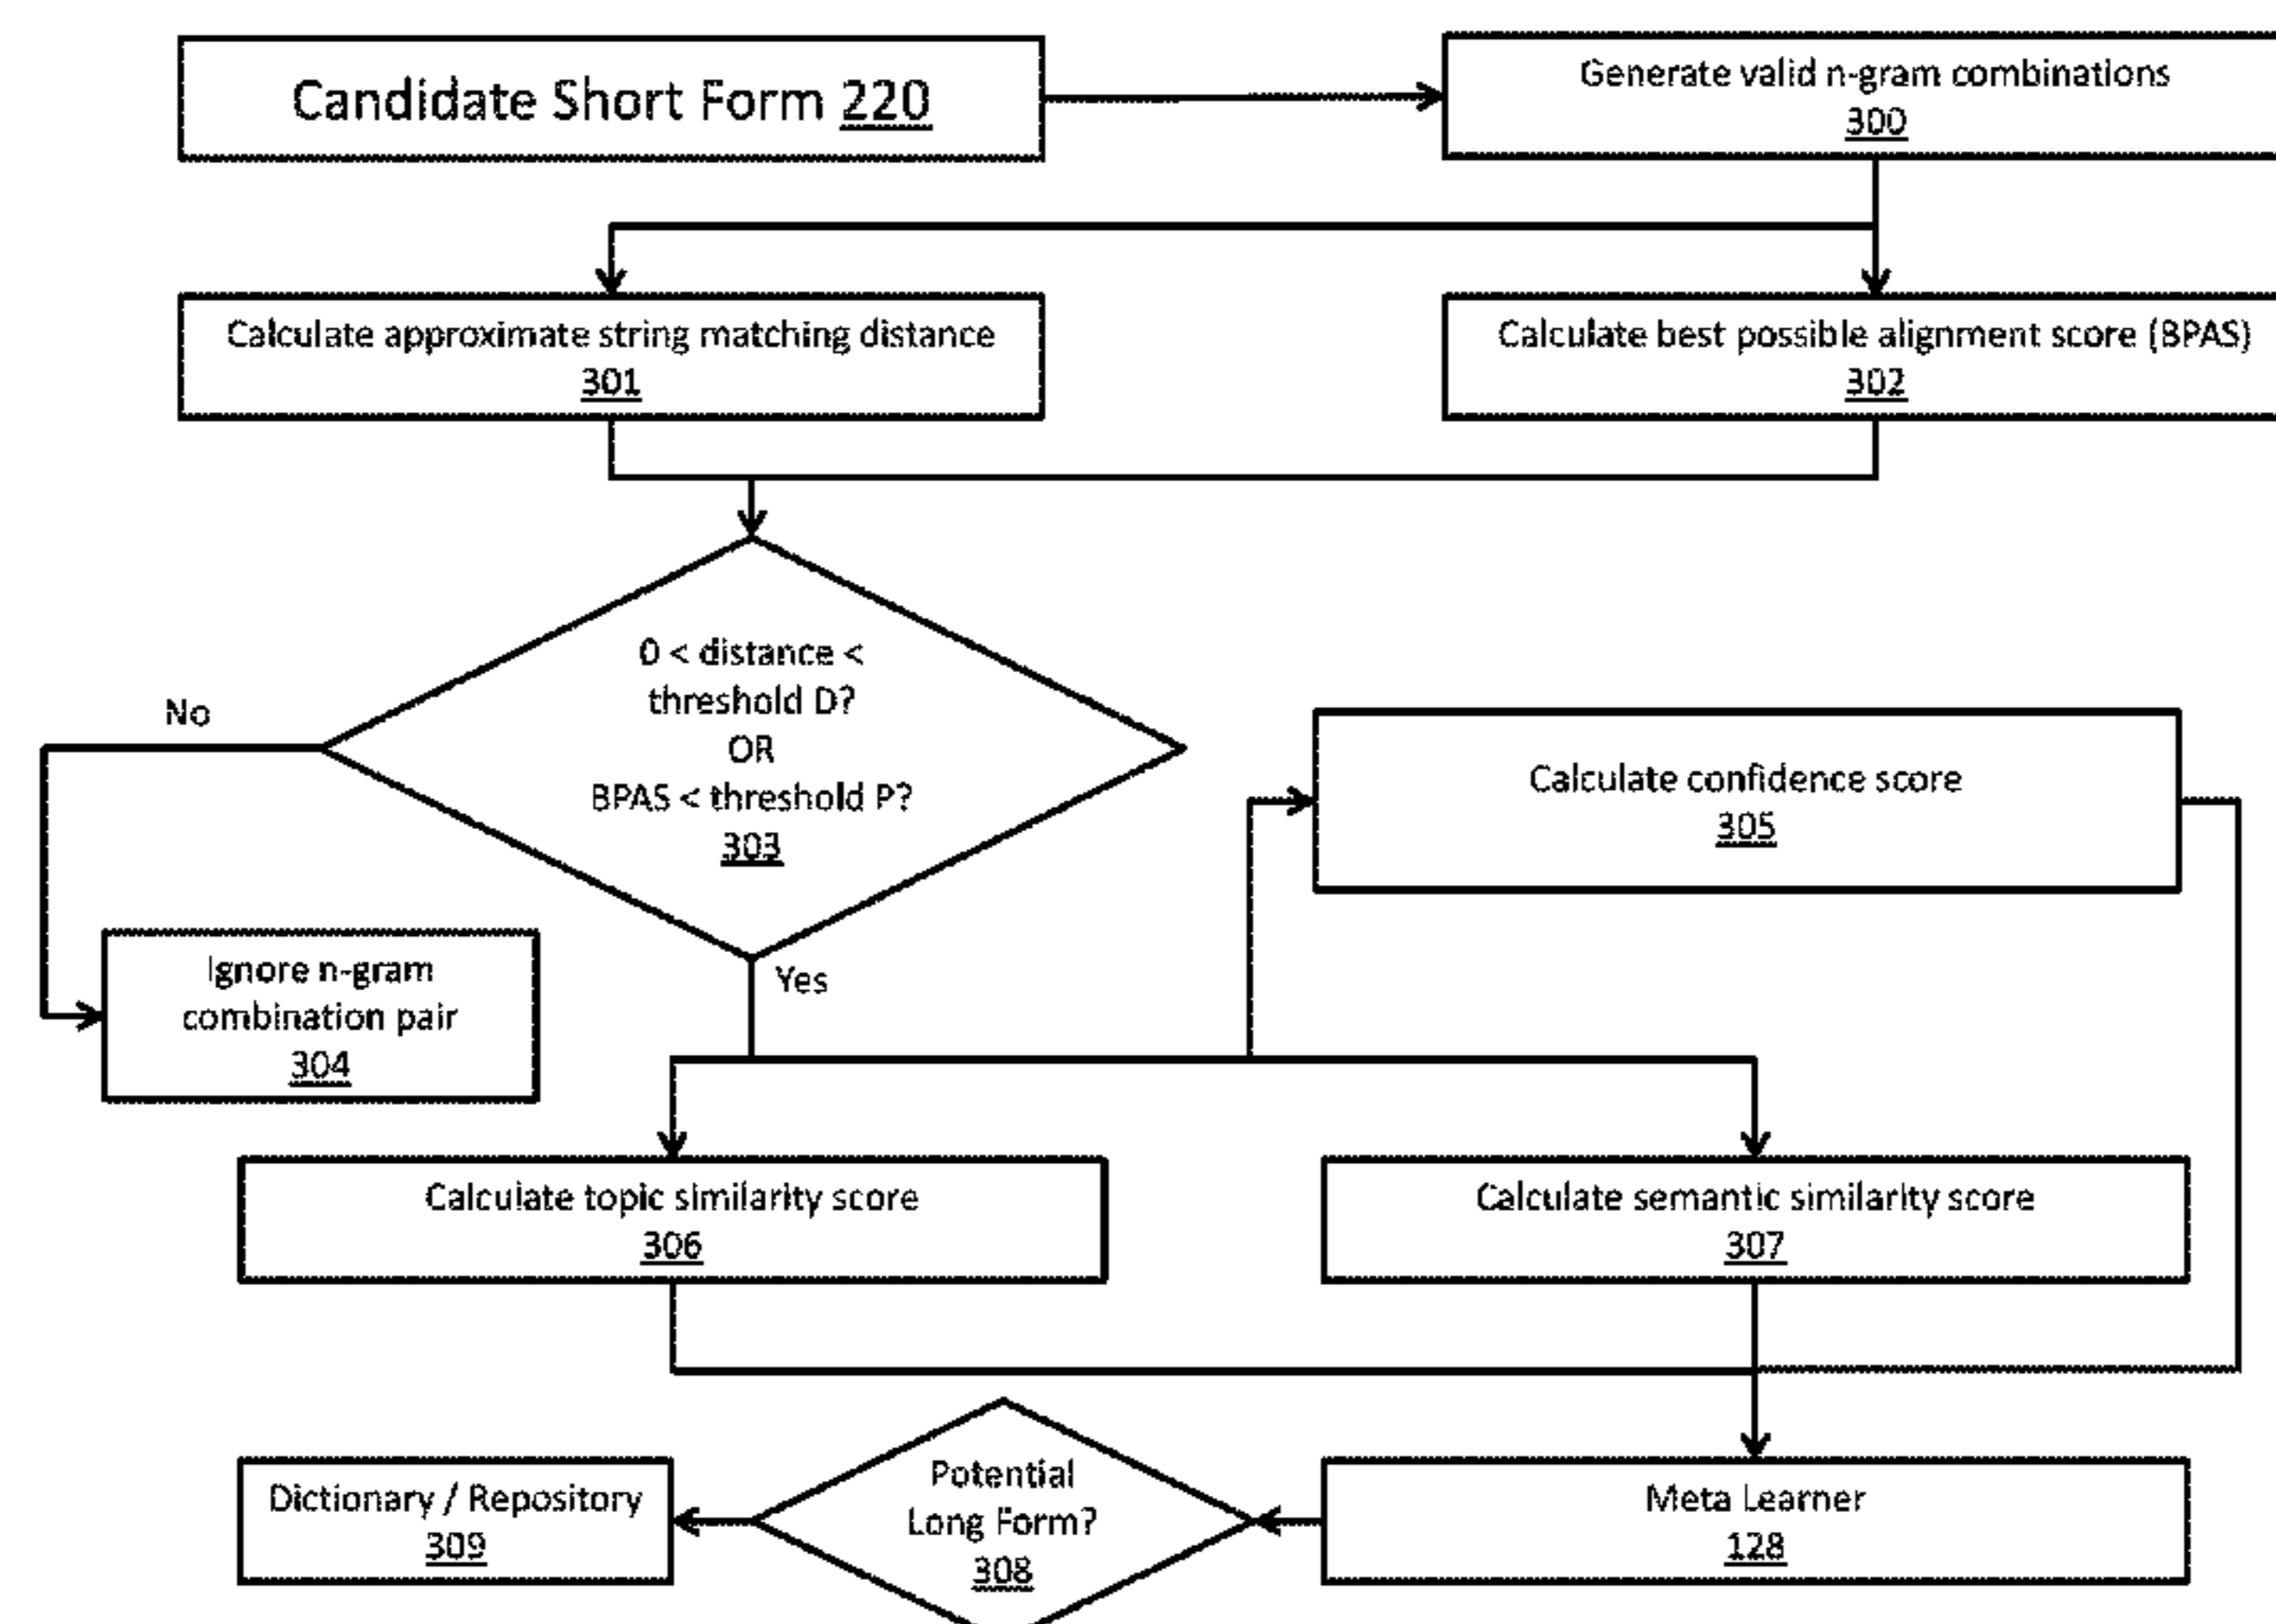 Candidate Short Form 220
Generate valid n-gram combinations
300
Calculate approximate string matching distance
301
Calculate best possible alignment score (BPAS)
302
0 < distance <
threshold D?
OR
BPAS < threshold P?
303
No
Yes
Calculate confidence score
305
Ignore n-gram
combination pair
304
Calculate topic similarity score
306
Calculate semantic similarity score
307
Dictionary / Repository
309
Potential
Long Form?
308
Meta Learner
128